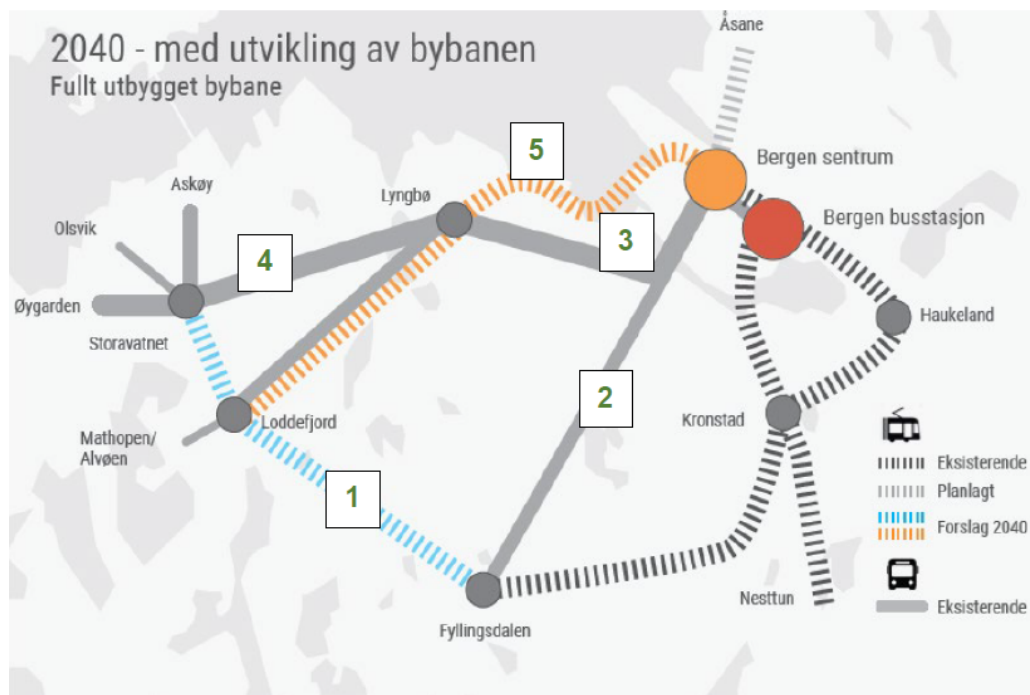 2040 - med utvikling av bybanen
Fullt utbygget bybane
Åsane
5
Bergen sentrum
Askøy
Lyngbø
Bergen busstasjon
Olsvik
3
4
Øygarden
Haukeland
Storavatnet
2
Loddefjord
Kronstad
Mathopen/
Alvøen
Eksisterende
1
Planlagt
Forslag 2040
Nesttun
Eksisterende
Fyllingsdalen